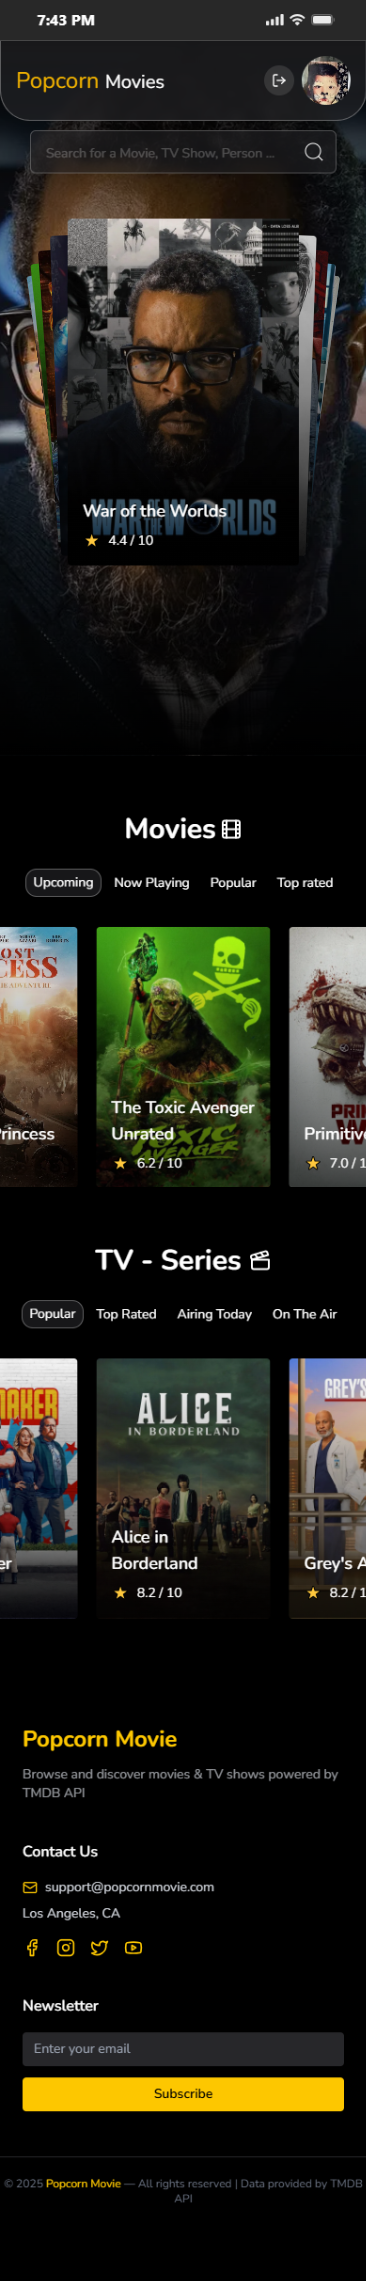 7:43 PM
Popcorn Movies
Search for a Movie, TV Show, Person ...
WAR OF THE WORLDS
War of the Worlds
4.4 / 10
Movies
Upcoming Now Playing Popular Top rated
OST
CESS
Princess
The Toxic Avenger
Unrated
TOXIC
AVENGER
6.2 / 10
PRIM
W
Primitive
7.0 / 1
TV - Series
Popular Top Rated Airing Today On The Air
MAKER
er
ALICE
IN BORDERLAND
Alice in
Borderland
8.2 / 10
GREY'S
Grey's A
8.2 / 1
Popcorn Movie
Browse and discover movies & TV shows powered by
TMDB API
Contact Us
support@popcornmovie.com
Los Angeles, CA
Newsletter
Enter your email
Subscribe
© 2025 Popcorn Movie — All rights reserved | Data provided by TMDB
API